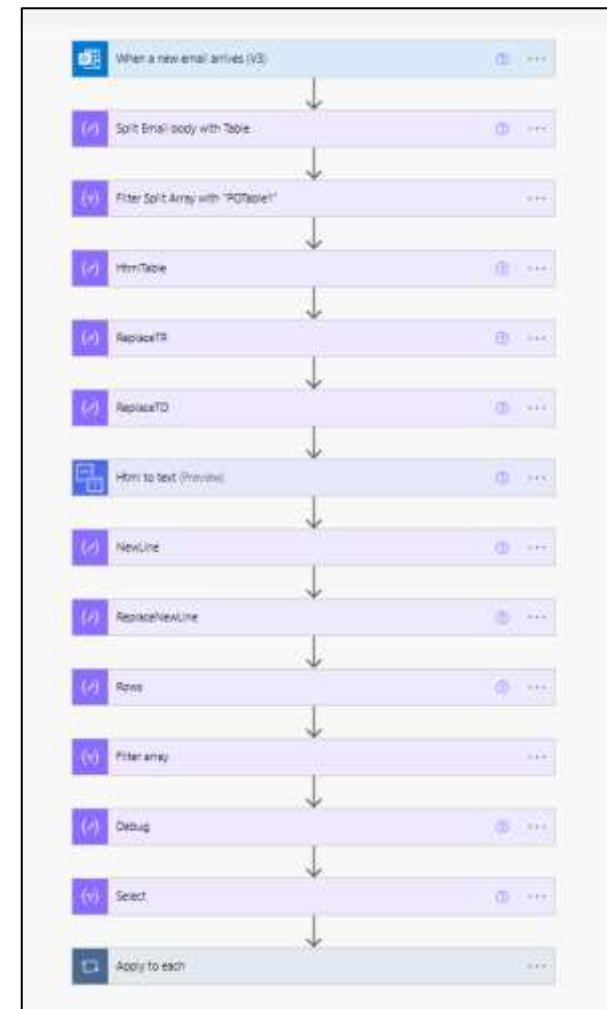 When a new email arrives (V3)
Split Email body with Table
Filter Split Array with "POTable1"
HtmlTable
ReplaceTR
ReplaceTD
Html to text (Preview)
NewLine
ReplaceNewLine
Rows
Filter array
Debug
Select
Apply to each